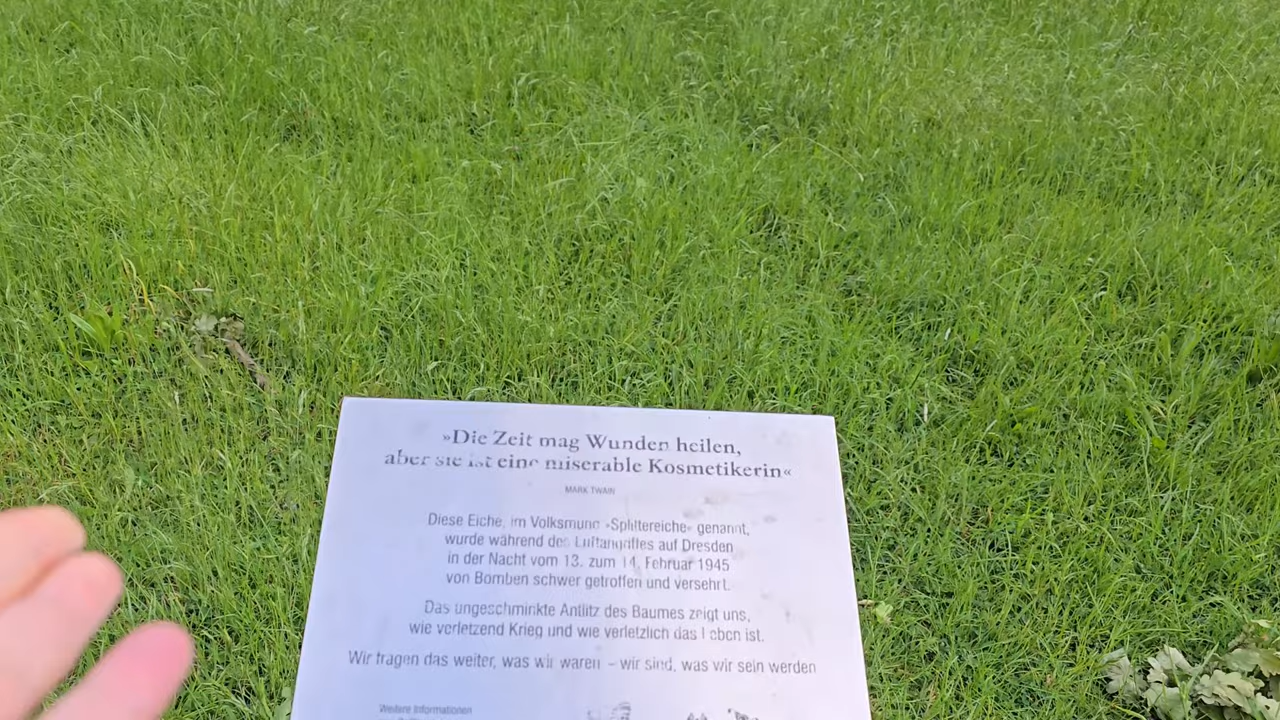 »Die Zeit mag Wunden heilen,
aber sie ist eine miserable Kosmetikerin«
MARK TWAIN
Diese Eiche, im Volksmund »Splittereiche« genannt,
wurde während des Luftangriffes auf Dresden
in der Nacht vom 13. zum 14. Februar 1945
von Bomben schwer getroffen und versehrt.
Das ungeschminkte Antlitz des Baumes zeigt uns,
wie verletzend Krieg und wie verletzlich das Leben ist.
Wir tragen das weiter, was wir waren – wir sind, was wir sein werden
Weitere Informationen